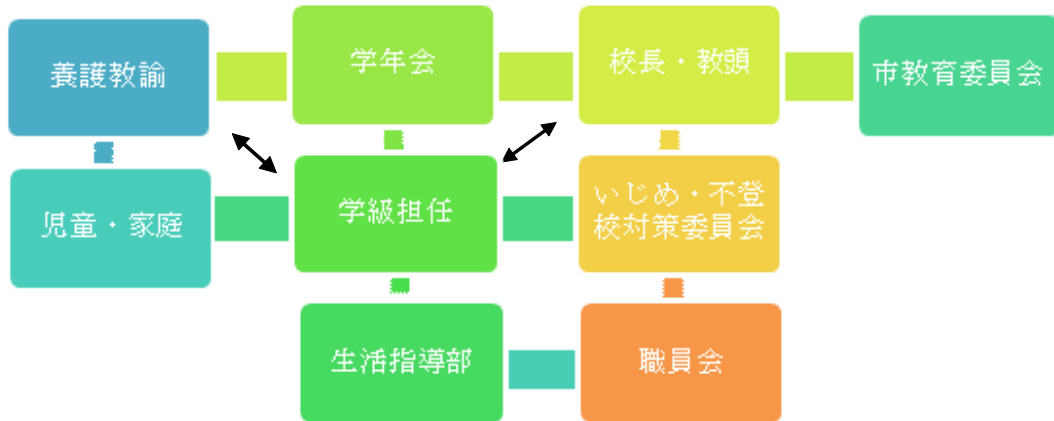 養護教諭
学年会
校長・教頭
市教育委員会
児童・家庭
学級担任
いじめ・不登
校対策委員会
生活指導部
職員会